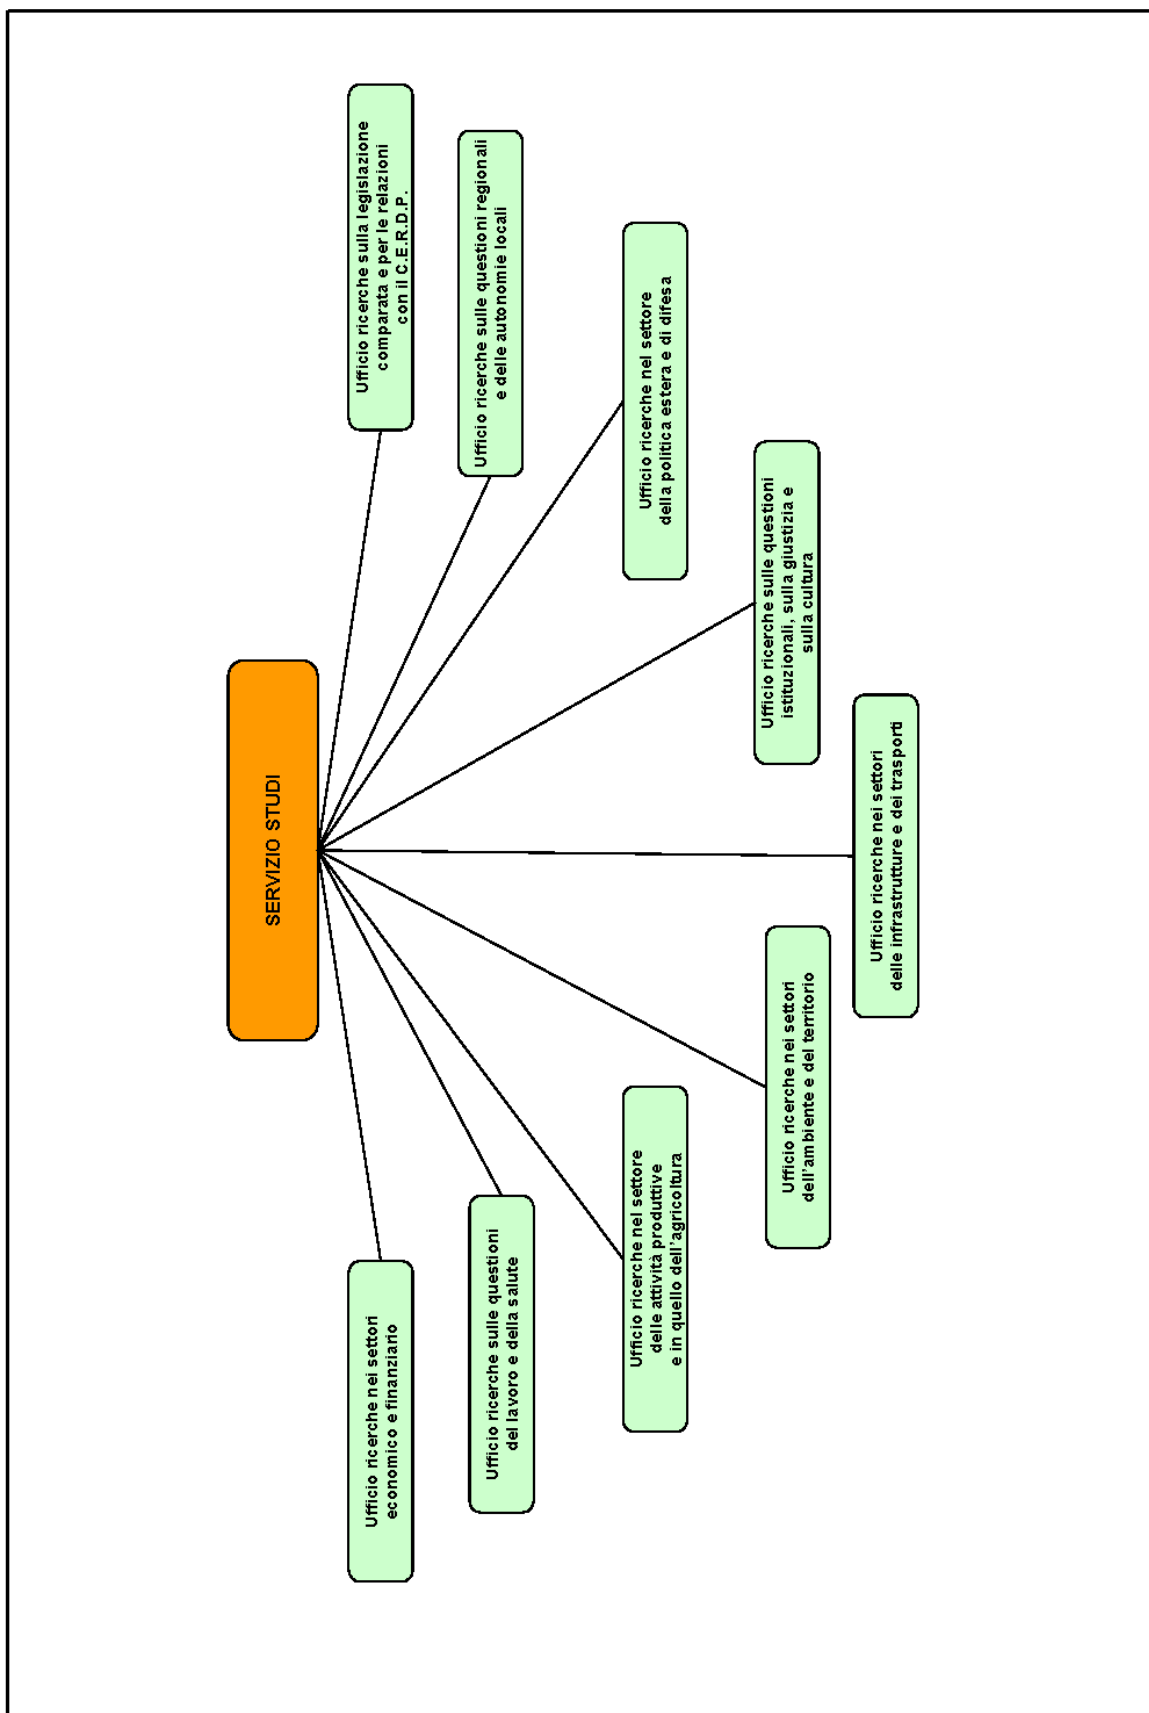 SERVIZIO STUDI
Ufficio ricerche nei settori
economico e finanziario
Ufficio ricerche sulla legislazione
comparata e per le relazioni
con il C.E.R.D.P.
Ufficio ricerche sulle questioni regionali
e delle autonomie locali
Ufficio ricerche sulle questioni
del lavoro e della salute
Ufficio ricerche nel settore
delle attività produttive
e in quello dell'agricoltura
Ufficio ricerche nel settore
della politica estera e di difesa
Ufficio ricerche sulle questioni
istituzionali, sulla giustizia e
sulla cultura
Ufficio ricerche nei settori
dell'ambiente e del territorio
Ufficio ricerche nei settori
delle infrastrutture e dei trasporti